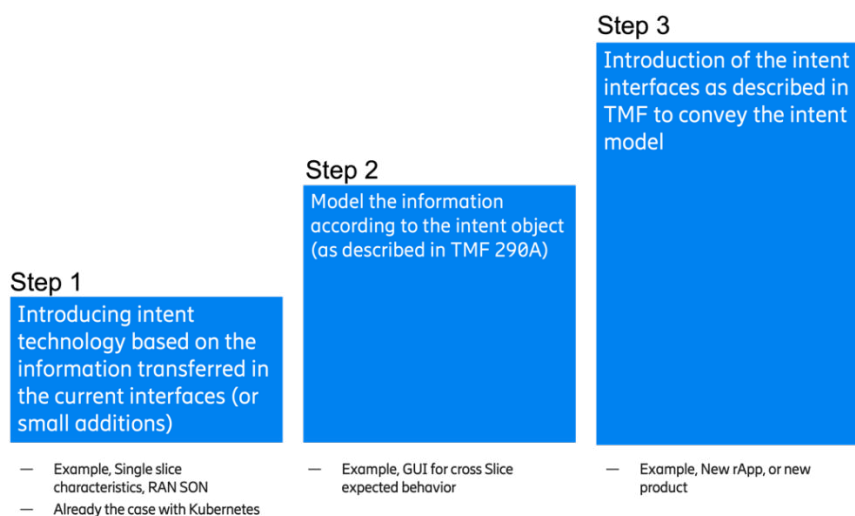 Step 1
Introducing intent
technology based on the
information transferred in
the current interfaces (or
small additions)
— Example, Single slice
characteristics, RAN SON
— Already the case with Kubernetes
Step 2
Model the information
according to the intent object
(as described in TMF 290A)
— Example, GUI for cross Slice
expected behavior
Step 3
Introduction of the intent
interfaces as described in
TMF to convey the intent
model
— Example, New rApp, or new
product